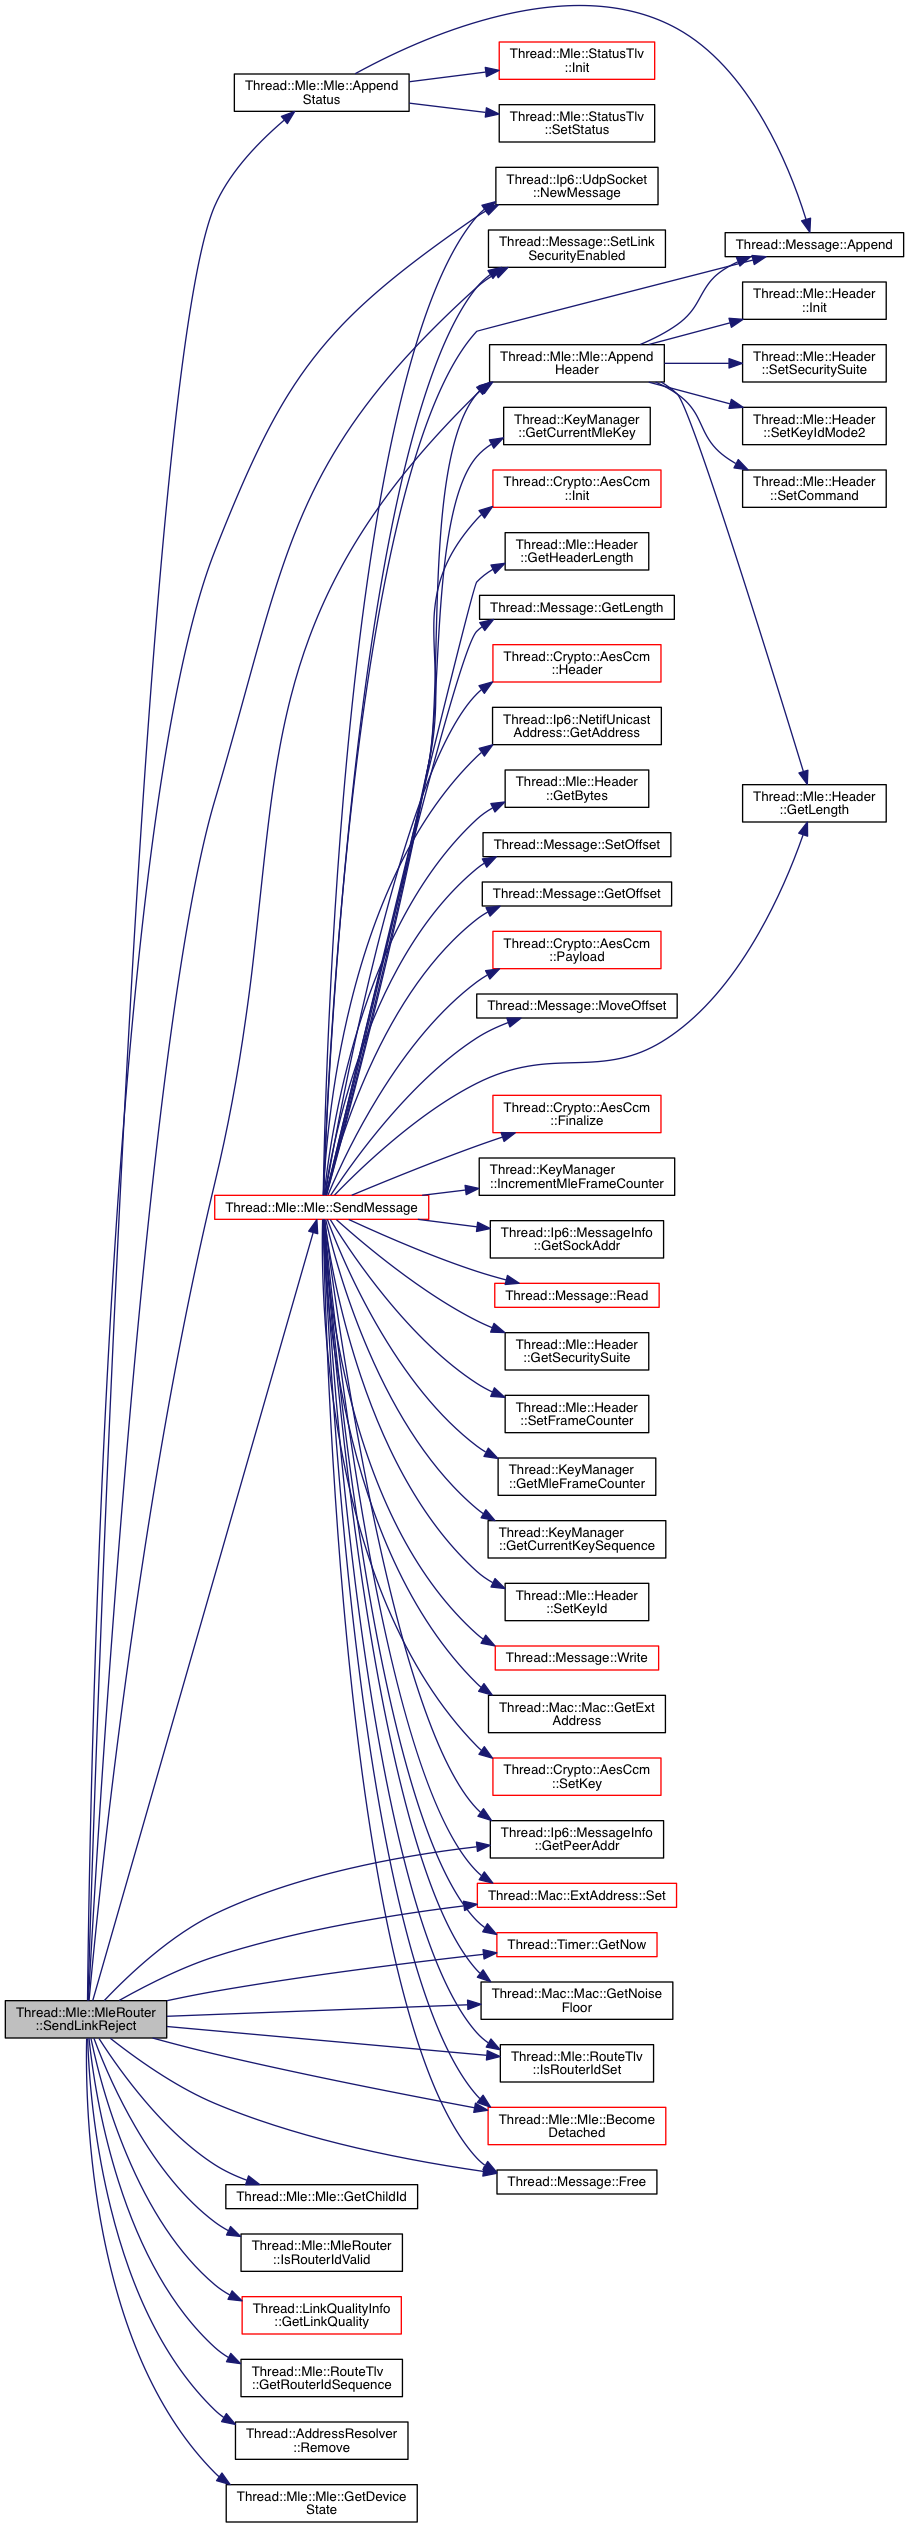 Thread::Mle::StatusTlv
::Init
Thread::Mle::Mle::Append
Status
Thread::Mle::StatusTlv
::SetStatus
Thread::Ip6::UdpSocket
::NewMessage
Thread::Message::SetLink
SecurityEnabled
Thread::Message::Append
Thread::Mle::Header
::Init
Thread::Mle::Mle::Append
Header
Thread::Mle::Header
::SetSecuritySuite
Thread::KeyManager
::GetCurrentMleKey
Thread::Mle::Header
::SetKeyIdMode2
Thread::Crypto::AesCcm
::Init
Thread::Mle::Header
::SetCommand
Thread::Mle::Header
::GetHeaderLength
Thread::Message::GetLength
Thread::Crypto::AesCcm
::Header
Thread::Ip6::NetifUnicast
Address::GetAddress
Thread::Mle::Header
::GetBytes
Thread::Mle::Header
::GetLength
Thread::Message::SetOffset
Thread::Message::GetOffset
Thread::Crypto::AesCcm
::Payload
Thread::Message::MoveOffset
Thread::Crypto::AesCcm
::Finalize
Thread::KeyManager
::IncrementMleFrameCounter
Thread::Mle::Mle::SendMessage
Thread::Ip6::MessageInfo
::GetSockAddr
Thread::Message::Read
Thread::Mle::Header
::GetSecuritySuite
Thread::Mle::Header
::SetFrameCounter
Thread::KeyManager
::GetMleFrameCounter
Thread::KeyManager
::GetCurrentKeySequence
Thread::Mle::Header
::SetKeyId
Thread::Message::Write
Thread::Mac::Mac::GetExt
Address
Thread::Crypto::AesCcm
::SetKey
Thread::Ip6::MessageInfo
::GetPeerAddr
Thread::Mac::ExtAddress::Set
Thread::Timer::GetNow
Thread::Mac::Mac::GetNoise
Floor
Thread::Mle::MleRouter
::SendLinkReject
Thread::Mle::RouteTlv
::IsRouterIdSet
Thread::Mle::Mle::Become
Detached
Thread::Message::Free
Thread::Mle::Mle::GetChildId
Thread::Mle::MleRouter
::IsRouterIdValid
Thread::LinkQualityInfo
::GetLinkQuality
Thread::Mle::RouteTlv
::GetRouterIdSequence
Thread::AddressResolver
::Remove
Thread::Mle::Mle::GetDevice
State